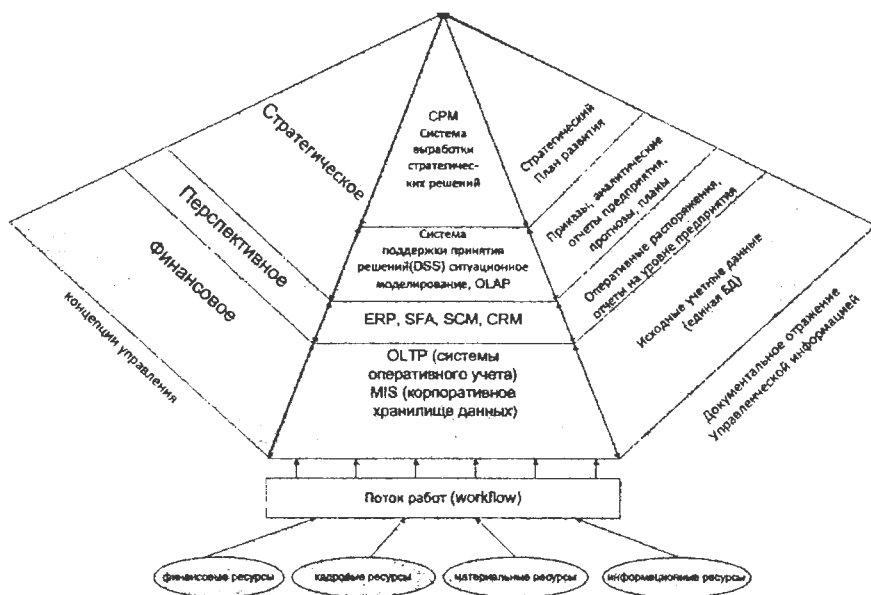 CPM
Система
выработки
стратегичес-
ких решений
Система
поддержки принятия
решений(DSS) ситуационное
моделирование, OLAP
ERP, SFA, SCM, CRM
OLTP (системы
оперативного учета)
MIS (корпоративное
хранилище данных)
Стратегическое
Перспективное
Финансовое
концепции управления
Стратегический
План развития
Приказы, аналитические
отчеты предприятия,
прогнозы, планы
Оперативные распоряжения,
отчеты на уровне предприятия
Исходные учетные данные
(единая БД)
Документальное отражение
Управленческой информацией
Поток работ (workflow)
финансовые ресурсы
кадровые ресурсы
материальные ресурсы
информационные ресурсы